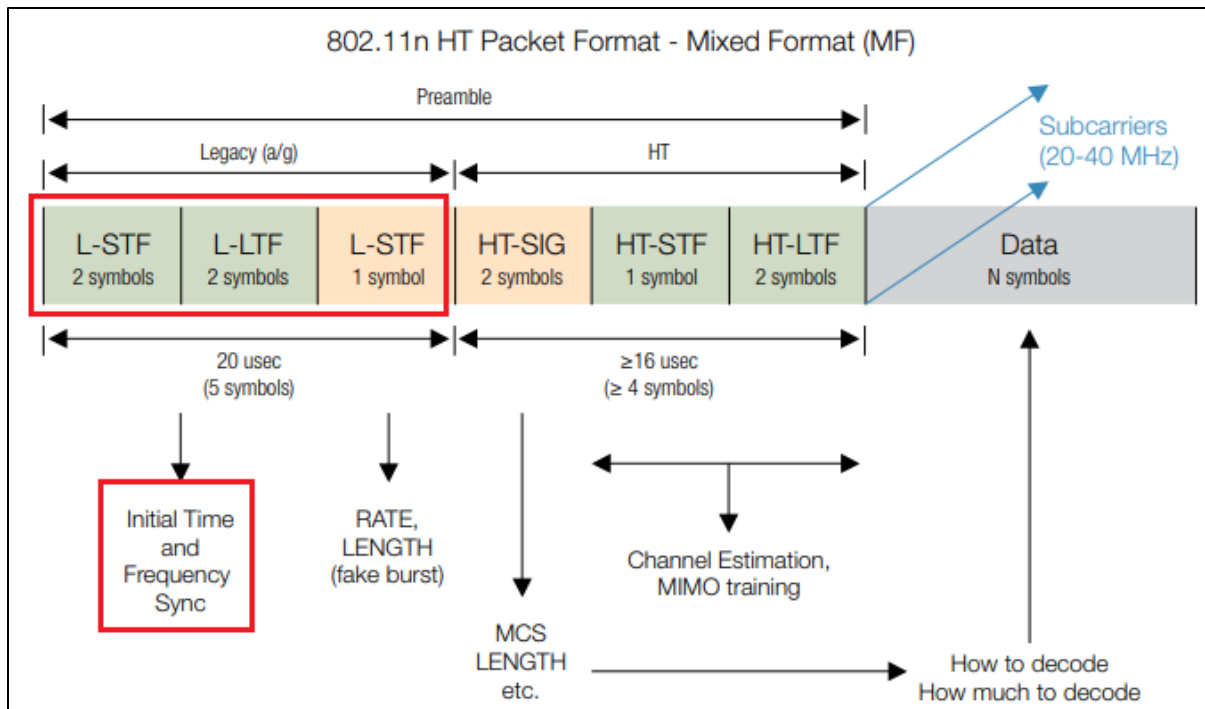 802.11n HT Packet Format - Mixed Format (MF)
Preamble
Legacy (a/g)
HT
Subcarriers
(20-40 MHz)
L-STF
2 symbols
L-LTF
2 symbols
L-STF
1 symbol
HT-SIG
2 symbols
HT-STF
1 symbol
HT-LTF
2 symbols
Data
N symbols
20 usec
(5 symbols)
≥16 usec
(≥ 4 symbols)
Initial Time
and
Frequency
Sync
RATE,
LENGTH
(fake burst)
Channel Estimation,
MIMO training
MCS
LENGTH
etc.
How to decode
How much to decode